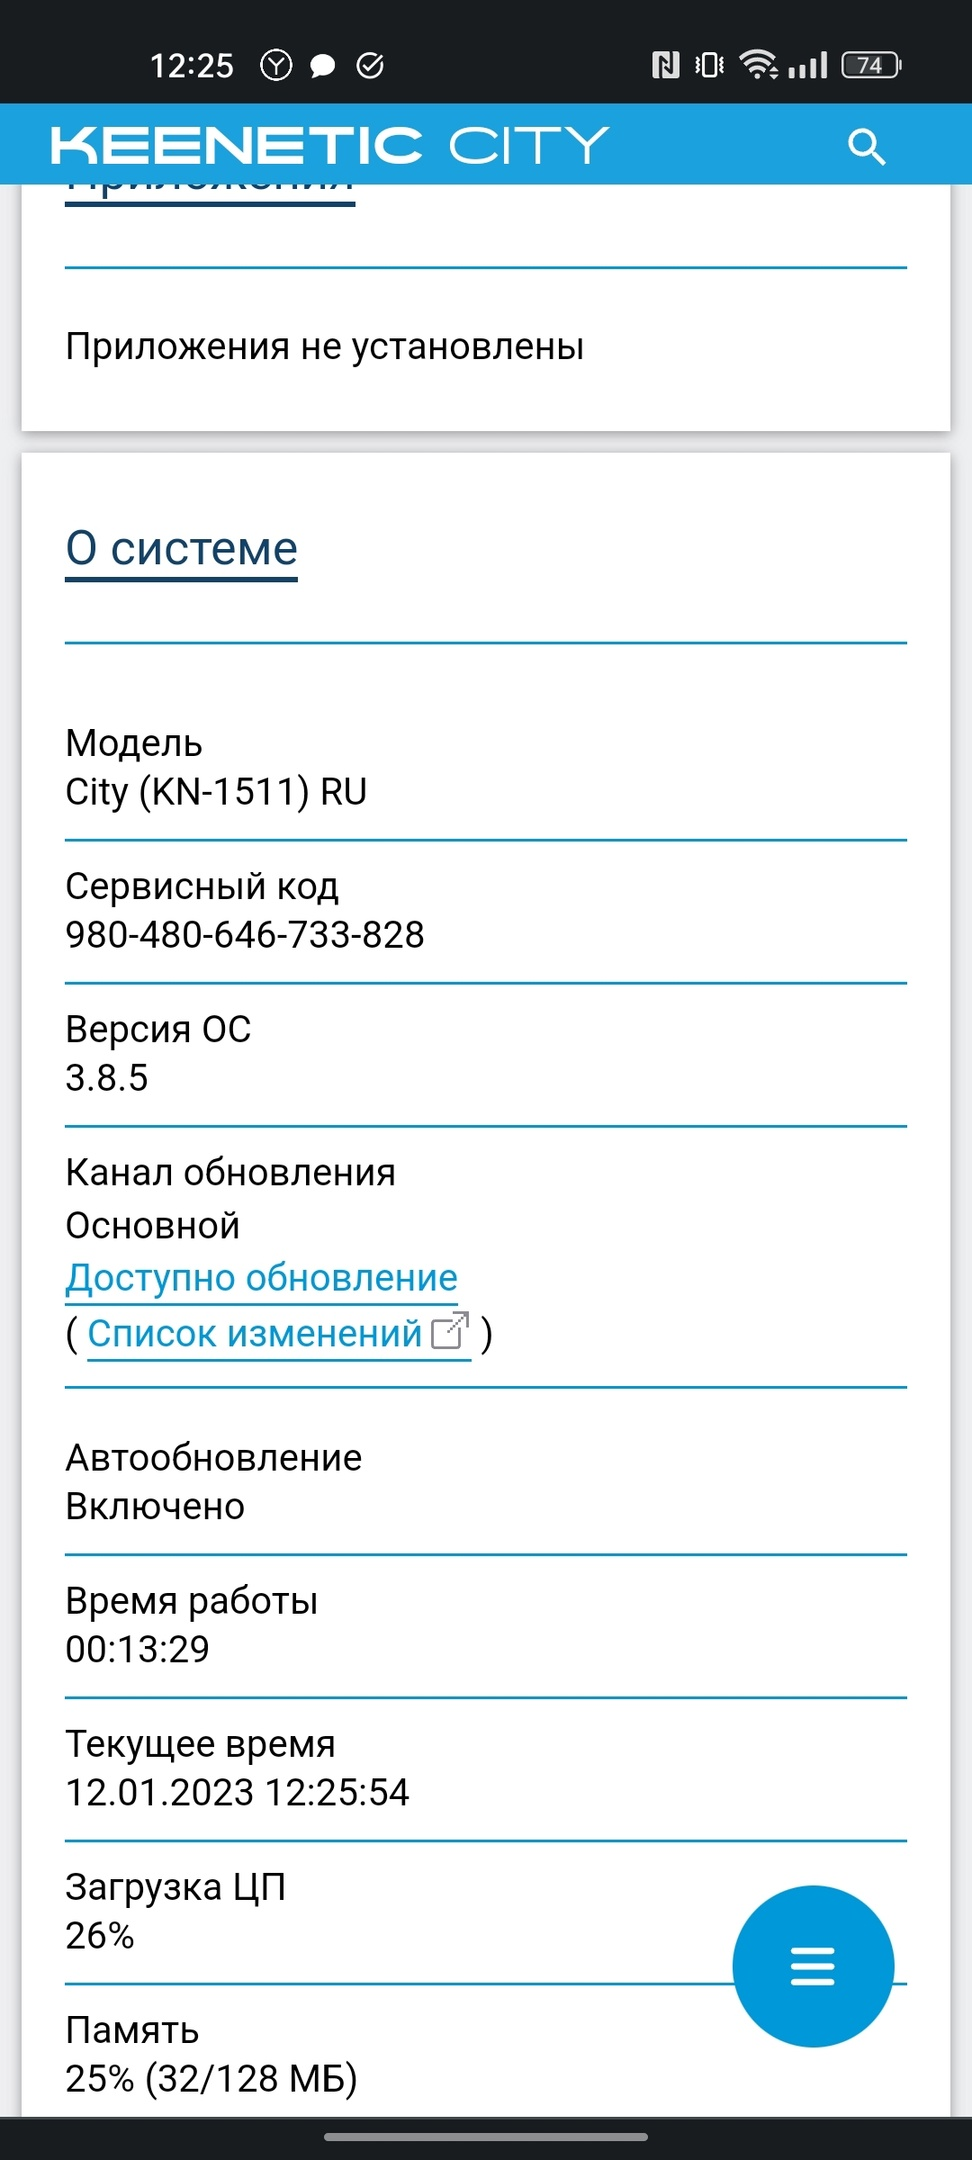 12:25
74
KEENETIC CITY
Приложения
Приложения не установлены
О системе
Модель
City (KN-1511) RU
Сервисный код
980-480-646-733-828
Версия ОС
3.8.5
Канал обновления
Основной
Доступно обновление
( Список изменений )
Автообновление
Включено
Время работы
00:13:29
Текущее время
12.01.2023 12:25:54
Загрузка ЦП
26%
Память
25% (32/128 МБ)